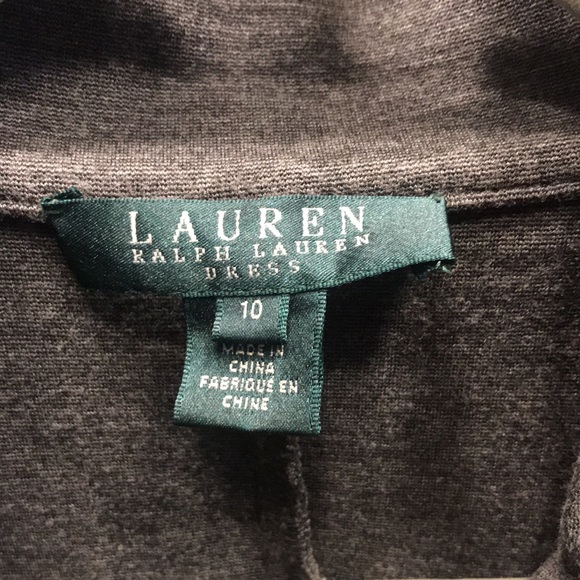 LAUREN
RALPH LAUREN
DRESS
10
MADE IN
CHINA
FABRIQUÉ EN
CHINE